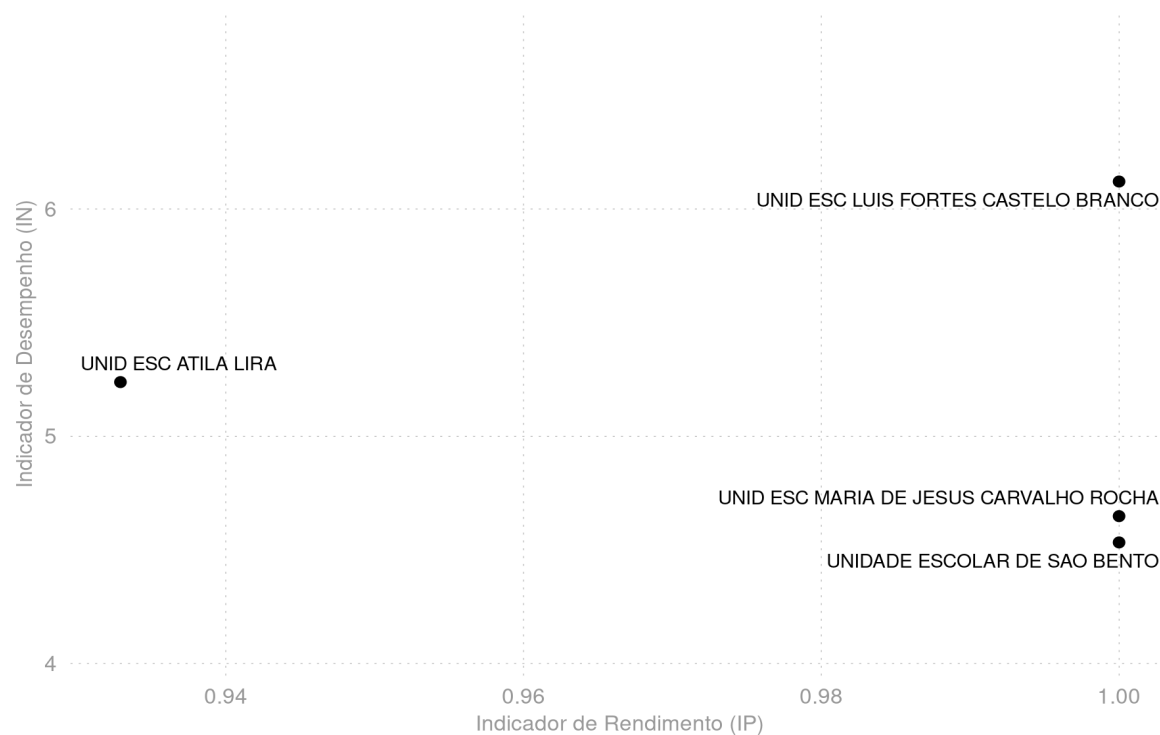 UNID ESC LUIS FORTES CASTELO BRANCO
6
UNID ESC ATILA LIRA
5
UNID ESC MARIA DE JESUS CARVALHO ROCHA
UNIDADE ESCOLAR DE SAO BENTO
4
Indicador de Desempenho (IN)
0.94 0.96 0.98 1.00
Indicador de Rendimento (IP)